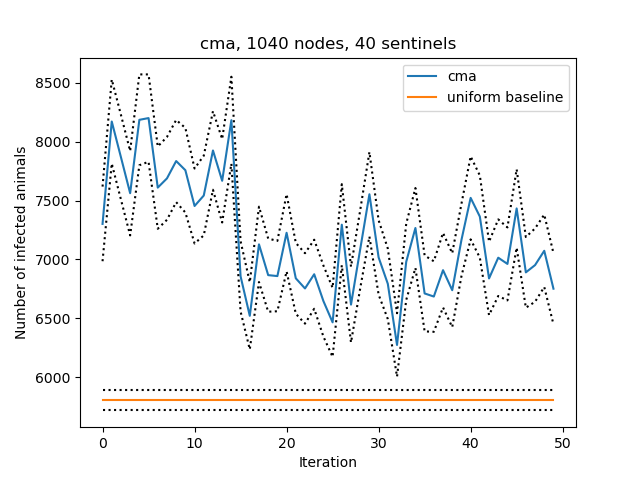 cma, 1040 nodes, 40 sentinels
cma
uniform baseline
Number of infected animals
8500
8000
7500
7000
6500
6000
0 10 20 30 40 50
Iteration